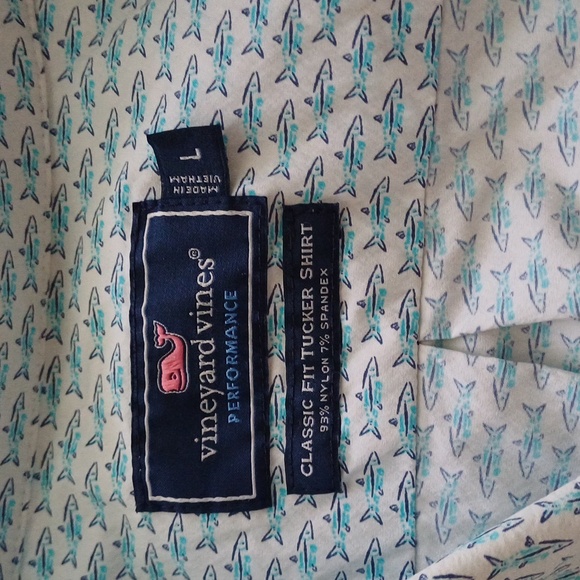 L
MADE IN
VIETNAM
vineyard vines®
PERFORMANCE
CLASSIC FIT TUCKER SHIRT
93% NYLON 7% SPANDEX